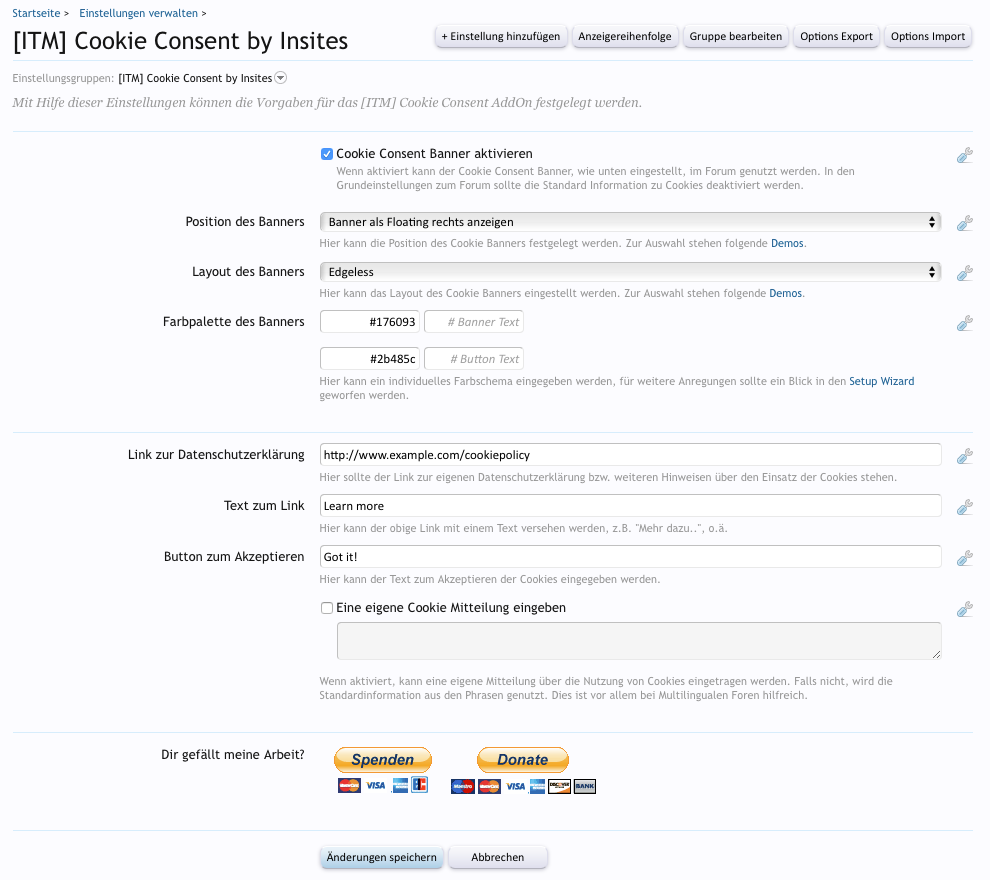 Startseite > Einstellungen verwalten >
[ITM] Cookie Consent by Insites
+ Einstellung hinzufügen Anzeigereihenfolge Gruppe bearbeiten Options Export Options Import
Einstellungsgruppen: [ITM] Cookie Consent by Insites
Mit Hilfe dieser Einstellungen können die Vorgaben für das [ITM] Cookie Consent AddOn festgelegt werden.
Cookie Consent Banner aktivieren
Wenn aktiviert kann der Cookie Consent Banner, wie unten eingestellt, im Forum genutzt werden. In den
Grundeinstellungen zum Forum sollte die Standard Information zu Cookies deaktiviert werden.
Position des Banners Banner als Floating rechts anzeigen
Hier kann die Position des Cookie Banners festgelegt werden. Zur Auswahl stehen folgende Demos.
Layout des Banners Edgeless
Hier kann das Layout des Cookie Banners eingestellt werden. Zur Auswahl stehen folgende Demos.
Farbpalette des Banners #176093 # Banner Text
#2b485c # Button Text
Hier kann ein individuelles Farbschema eingegeben werden, für weitere Anregungen sollte ein Blick in den Setup Wizard
geworfen werden.
Link zur Datenschutzerklärung http://www.example.com/cookiepolicy
Hier sollte der Link zur eigenen Datenschutzerklärung bzw. weiteren Hinweisen über den Einsatz der Cookies stehen.
Text zum Link Learn more
Hier kann der obige Link mit einem Text versehen werden, z.B. "Mehr dazu..", o.ä.
Button zum Akzeptieren Got it!
Hier kann der Text zum Akzeptieren der Cookies eingegeben werden.
Eine eigene Cookie Mitteilung eingeben
Wenn aktiviert, kann eine eigene Mitteilung über die Nutzung von Cookies eingetragen werden. Falls nicht, wird die
Standardinformation aus den Phrasen genutzt. Dies ist vor allem bei Multilingualen Foren hilfreich.
Dir gefällt meine Arbeit? Spenden Donate
MasterCard VISA Maestro MasterCard VISA DISCOVER BANK
Änderungen speichern Abbrechen